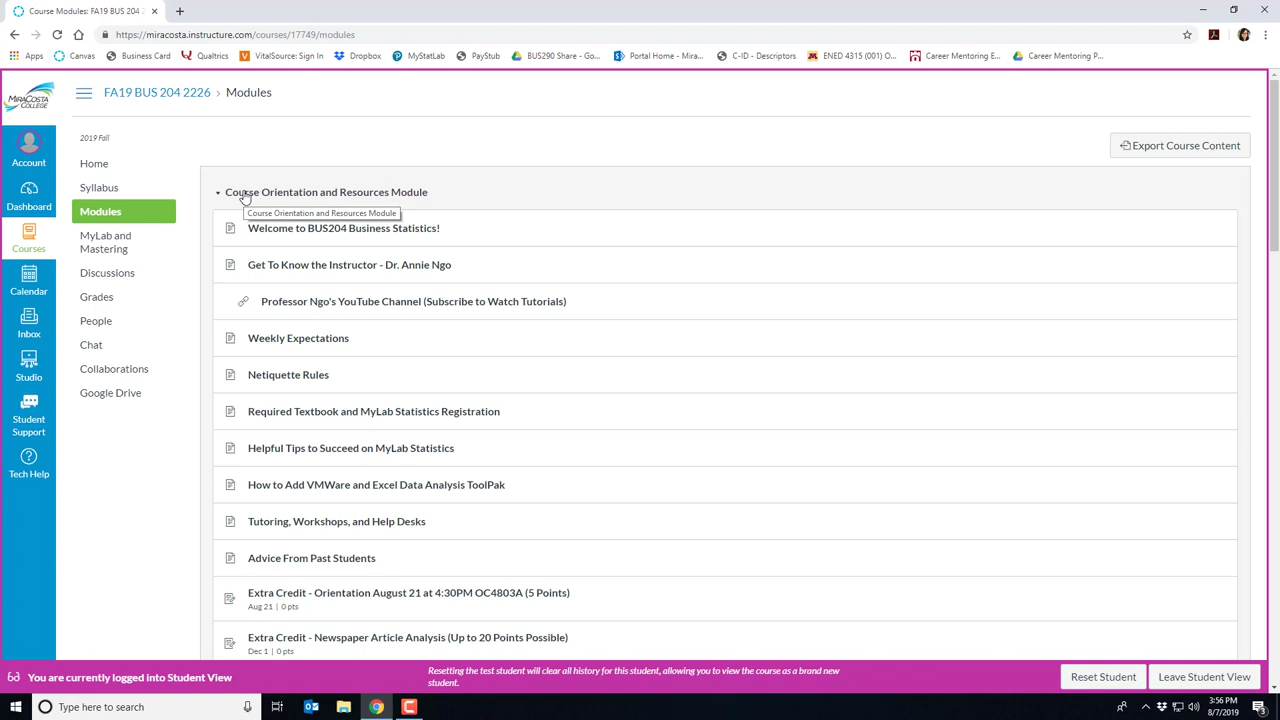 Course Modules: FA19 BUS 204 2
https://miracosta.instructure.com/courses/17749/modules
Apps
Canvas
Business Card
Qualtrics
VitalSource: Sign In
Dropbox
MyStatLab
PayStub
BUS290 Share - Go...
Portal Home - Mira...
C-ID - Descriptors
ENED 4315 (001) O...
Career Mentoring E...
Career Mentoring P...
MIRACOSTA
COLLEGE
FA19 BUS 204 2226 › Modules
2019 Fall
Export Course Content
Account
Dashboard
Courses
Calendar
Inbox
Studio
Student
Support
Tech Help
Home
Syllabus
Modules
MyLab and
Mastering
Discussions
Grades
People
Chat
Collaborations
Google Drive
Course Orientation and Resources Module
Course Orientation and Resources Module
Welcome to BUS204 Business Statistics!
Get To Know the Instructor - Dr. Annie Ngo
Professor Ngo's YouTube Channel (Subscribe to Watch Tutorials)
Weekly Expectations
Netiquette Rules
Required Textbook and MyLab Statistics Registration
Helpful Tips to Succeed on MyLab Statistics
How to Add VMWare and Excel Data Analysis ToolPak
Tutoring, Workshops, and Help Desks
Advice From Past Students
Extra Credit - Orientation August 21 at 4:30PM OC4803A (5 Points)
Aug 21 | 0 pts
Extra Credit - Newspaper Article Analysis (Up to 20 Points Possible)
Dec 1 | 0 pts
You are currently logged into Student View
Resetting the test student will clear all history for this student, allowing you to view the course as a brand new
student.
Reset Student
Leave Student View
Type here to search
3:56 PM
8/7/2019
3